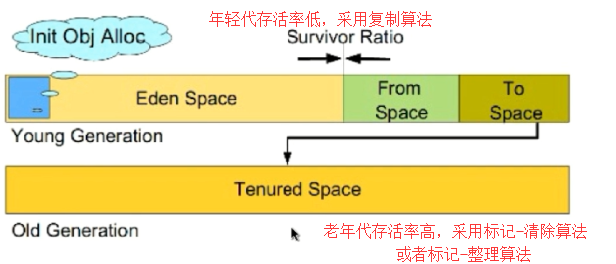 年轻代存活率低，采用复制算法
Init Obj Alloc
Survivor Ratio
Eden Space
From
Space
To
Space
Young Generation
Tenured Space
Old Generation
老年代存活率高，采用标记-清除算法
或者标记-整理算法